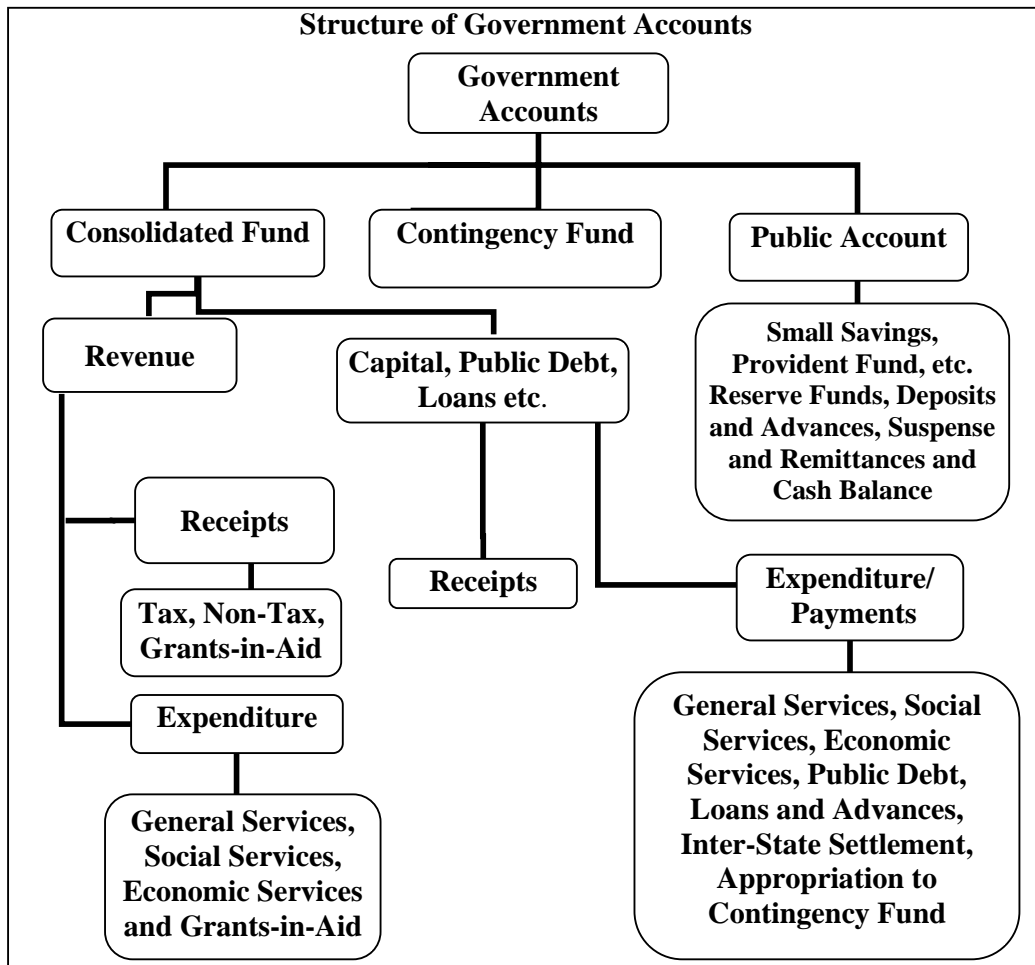 Structure of Government Accounts
Government
Accounts
Consolidated Fund
Contingency Fund
Public Account
Revenue
Capital, Public Debt,
Loans etc.
Small Savings,
Provident Fund, etc.
Reserve Funds, Deposits
and Advances, Suspense
and Remittances and
Cash Balance
Receipts
Tax, Non-Tax,
Grants-in-Aid
Receipts
Expenditure/
Payments
Expenditure
General Services,
Social Services,
Economic Services
and Grants-in-Aid
General Services, Social
Services, Economic
Services, Public Debt,
Loans and Advances,
Inter-State Settlement,
Appropriation to
Contingency Fund